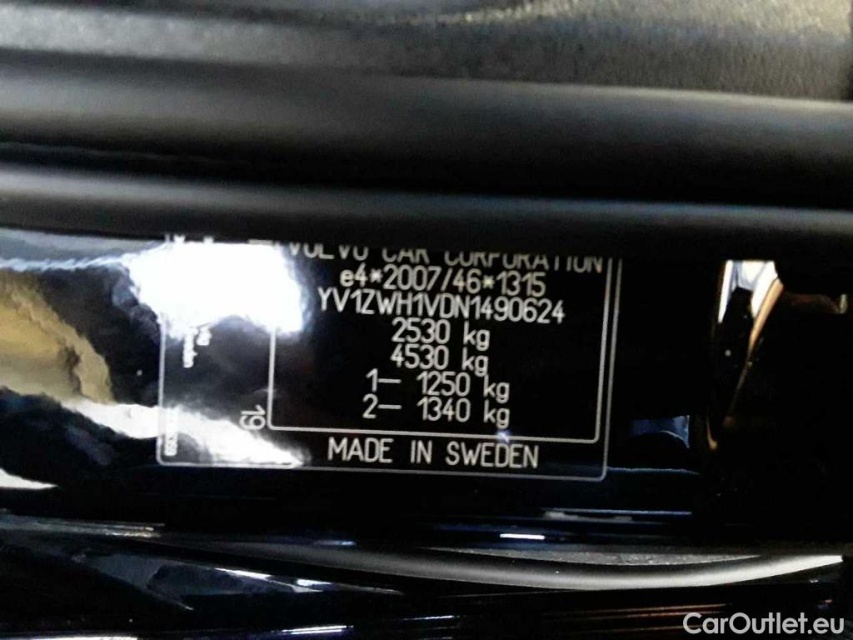 VOLVO CAR CORPORATION
e4*2007/46*1315
YV1ZWH1VDN1490624
2530 kg
4530 kg
1— 1250 kg
2— 1340 kg
19
MADE IN SWEDEN
CarOutlet.eu